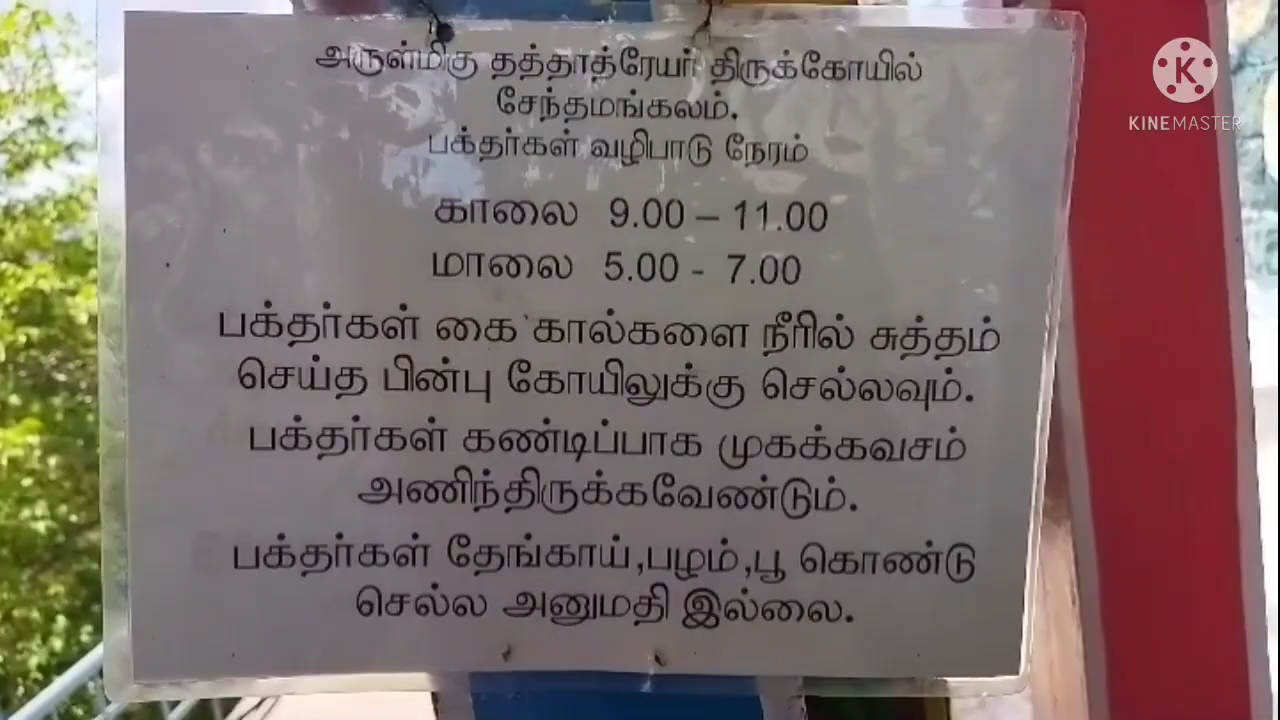 அருள்மிகு தத்தாத்ரேயர் திருக்கோயில்
சேந்தமங்கலம்.
பக்தர்கள் வழிபாடு நேரம்
காலை 9.00 – 11.00
மாலை 5.00 - 7.00
பக்தர்கள் கை கால்களை நீரில் சுத்தம்
செய்த பின்பு கோயிலுக்கு செல்லவும்.
பக்தர்கள் கண்டிப்பாக முகக்கவசம்
அணிந்திருக்கவேண்டும்.
பக்தர்கள் தேங்காய்,பழம்,பூ கொண்டு
செல்ல அனுமதி இல்லை.
K
KINEMASTER